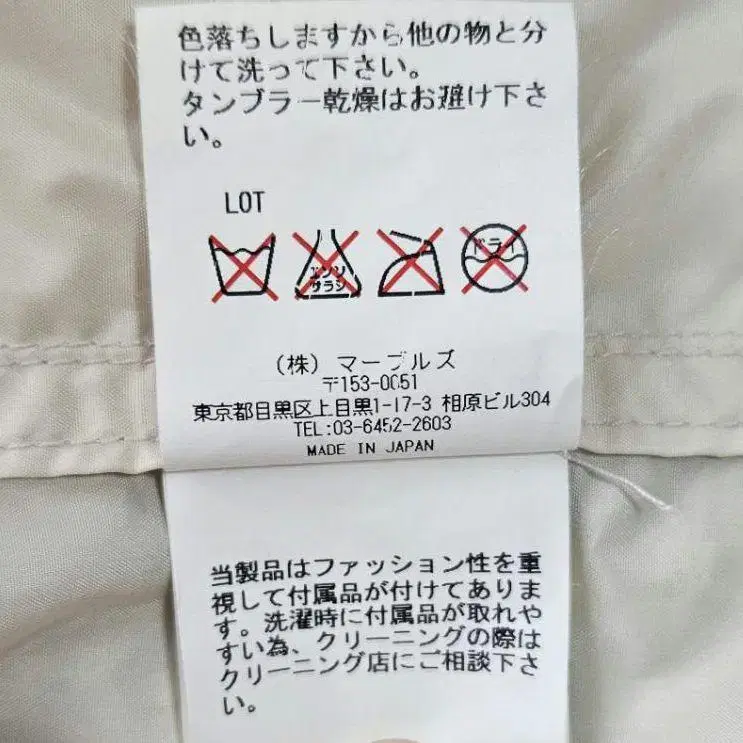 色落ちしますから他の物と分
けて洗って下さい。
タンブラー乾燥はお避け下さ
い。
LOT
エンソ
サラシ
ドライ
(株) マーブルズ
〒153-0051
東京都目黒区上目黒1-17-3 相原ビル304
TEL:03-6452-2603
MADE IN JAPAN
当製品はファッション性を重
視して付属品が付けてありま
す。洗濯時に付属品が取れや
すい為、クリーニングの際は
クリーニング店にご相談下さ
い。